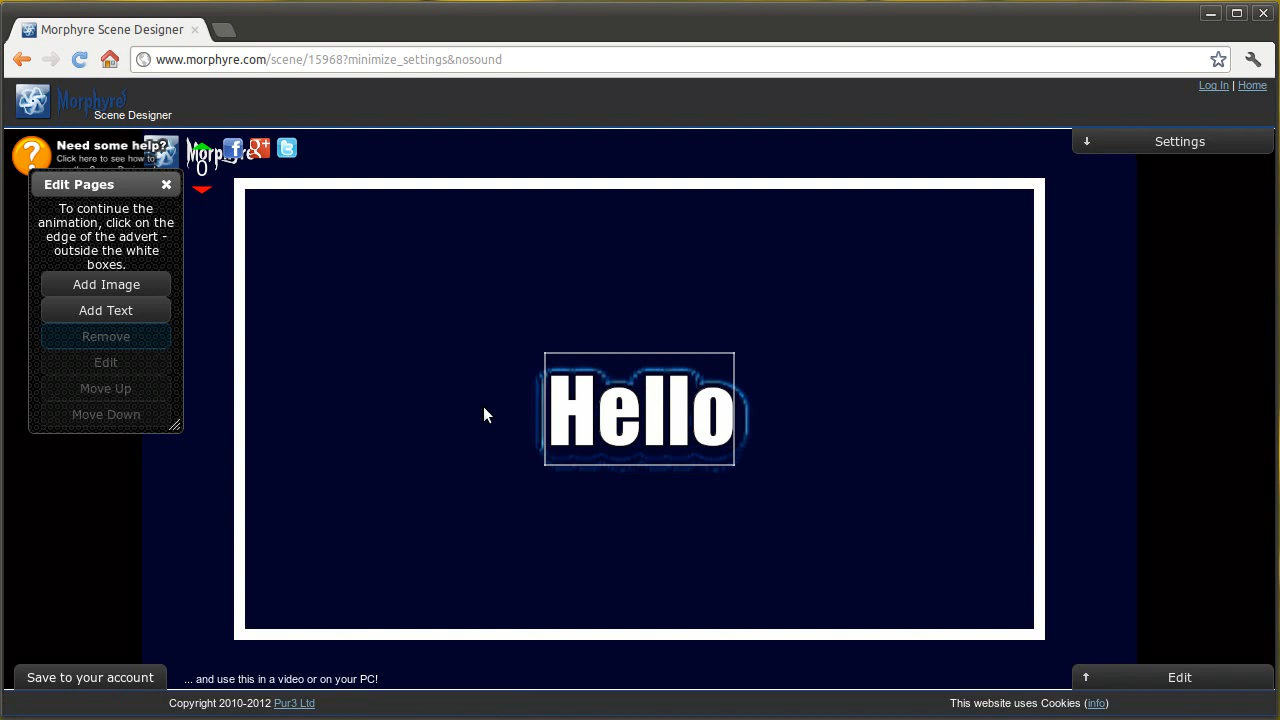 Morphyre Scene Designer
www.morphyre.com/scene/15968?minimize_settings&nosound
Log In | Home
Morphyre
Scene Designer
Need some help?
Click here to see how to
Morphyre
0
Settings
Edit Pages
To continue the
animation, click on the
edge of the advert -
outside the white
boxes.
Add Image
Add Text
Remove
Edit
Move Up
Move Down
Hello
Save to your account
... and use this in a video or on your PC!
Edit
Copyright 2010-2012 Pur3 Ltd
This website uses Cookies (info)